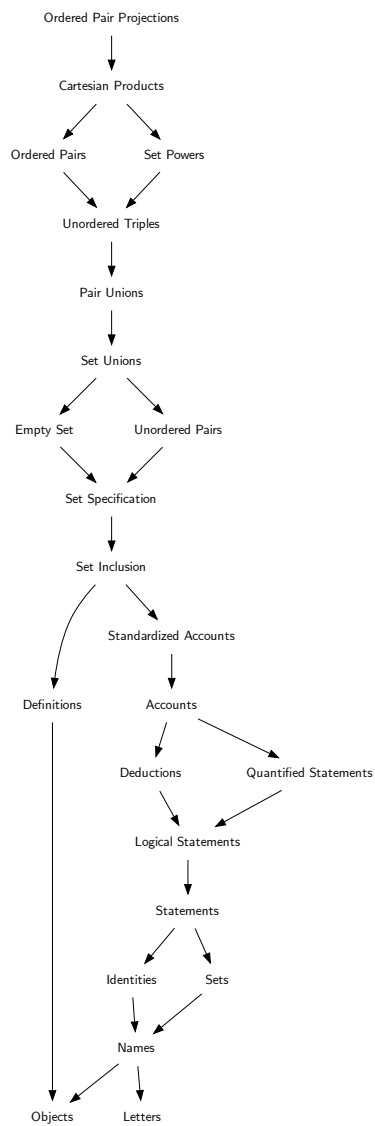 Ordered Pair Projections
Cartesian Products
Ordered Pairs
Set Powers
Unordered Triples
Pair Unions
Set Unions
Empty Set
Unordered Pairs
Set Specification
Set Inclusion
Standardized Accounts
Definitions
Accounts
Deductions
Quantified Statements
Logical Statements
Statements
Identities
Sets
Names
Objects
Letters